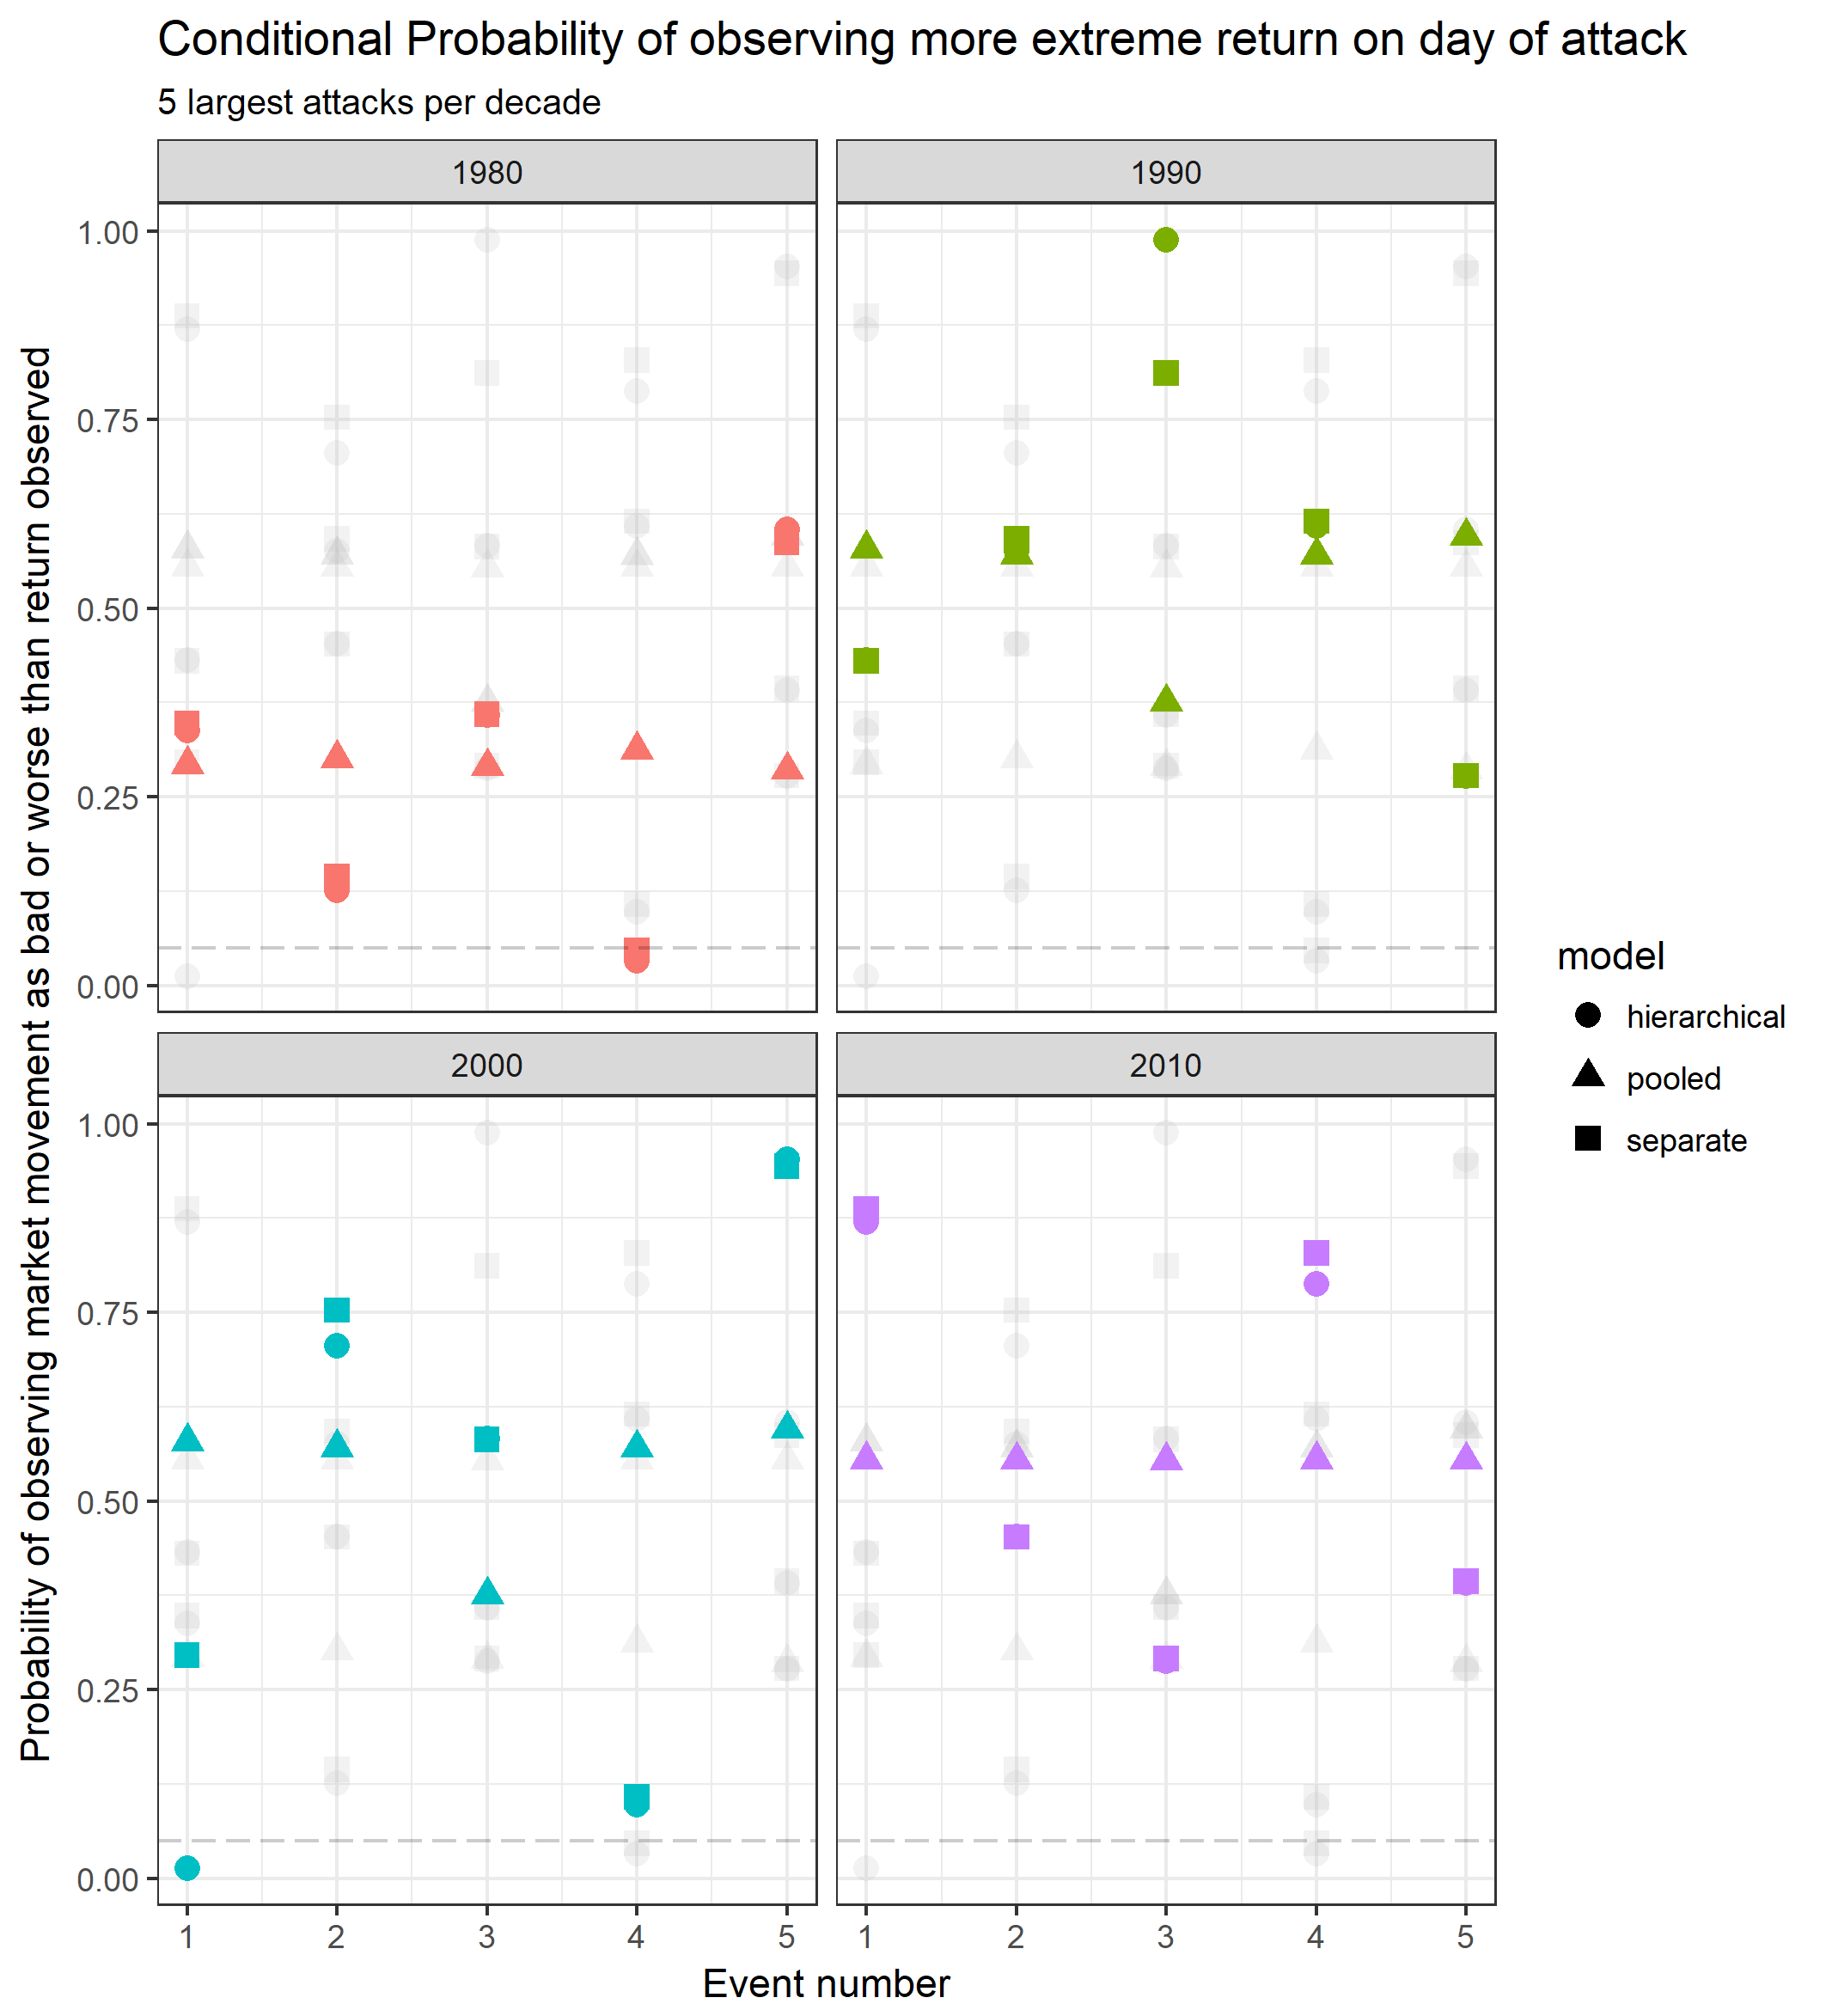 Conditional Probability of observing more extreme return on day of attack
5 largest attacks per decade
Probability of observing market movement as bad or worse than return observed
1980
1990
1.00
0.75
0.50
0.25
0.00
2000
2010
1.00
0.75
0.50
0.25
0.00
1 2 3 4 5
1 2 3 4 5
Event number
model
hierarchical
pooled
separate